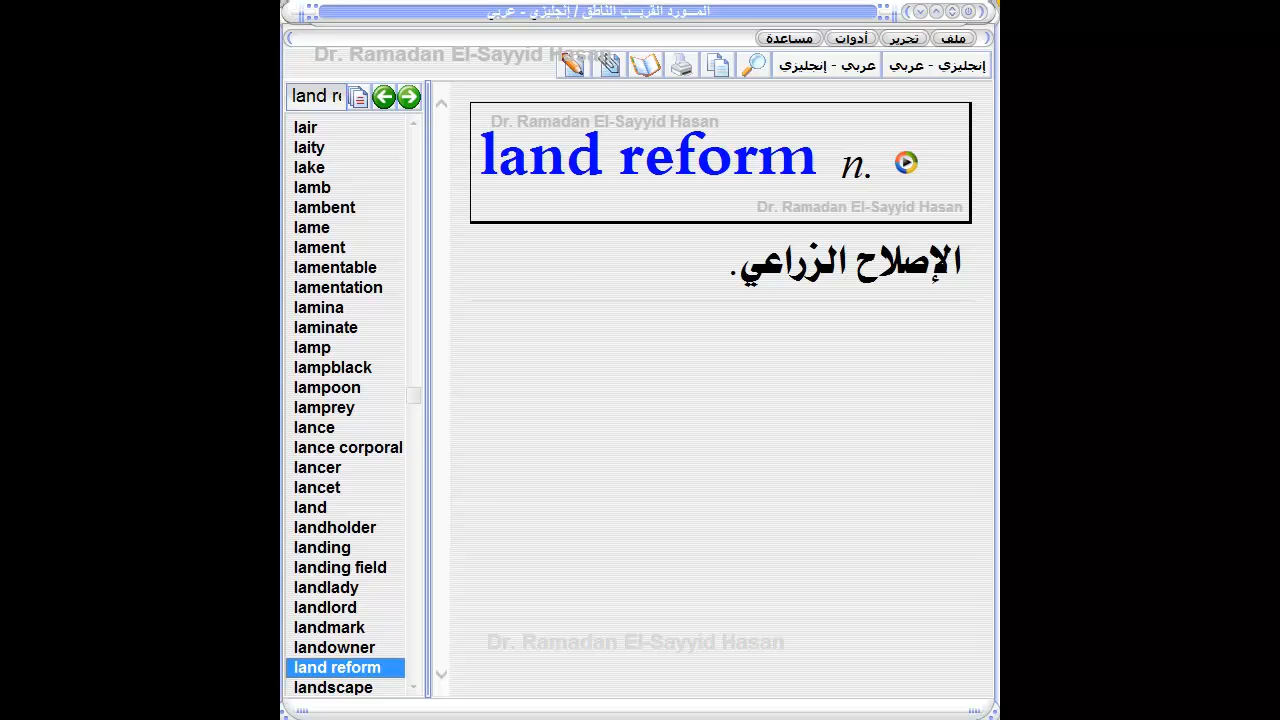 المــورد القريــب الناطق / إنجليزي - عربي
ملف تحرير أدوات مساعدة
Dr. Ramadan El-Sayyid Hasan
إنجليزي - عربي عربي - إنجليزي
land re
lair
laity
lake
lamb
lambent
lame
lament
lamentable
lamentation
lamina
laminate
lamp
lampblack
lampoon
lamprey
lance
lance corporal
lancer
lancet
land
landholder
landing
landing field
landlady
landlord
landmark
landowner
land reform
landscape
Dr. Ramadan El-Sayyid Hasan
land reform n.
Dr. Ramadan El-Sayyid Hasan
الإصلاح الزراعي.
Dr. Ramadan El-Sayyid Hasan